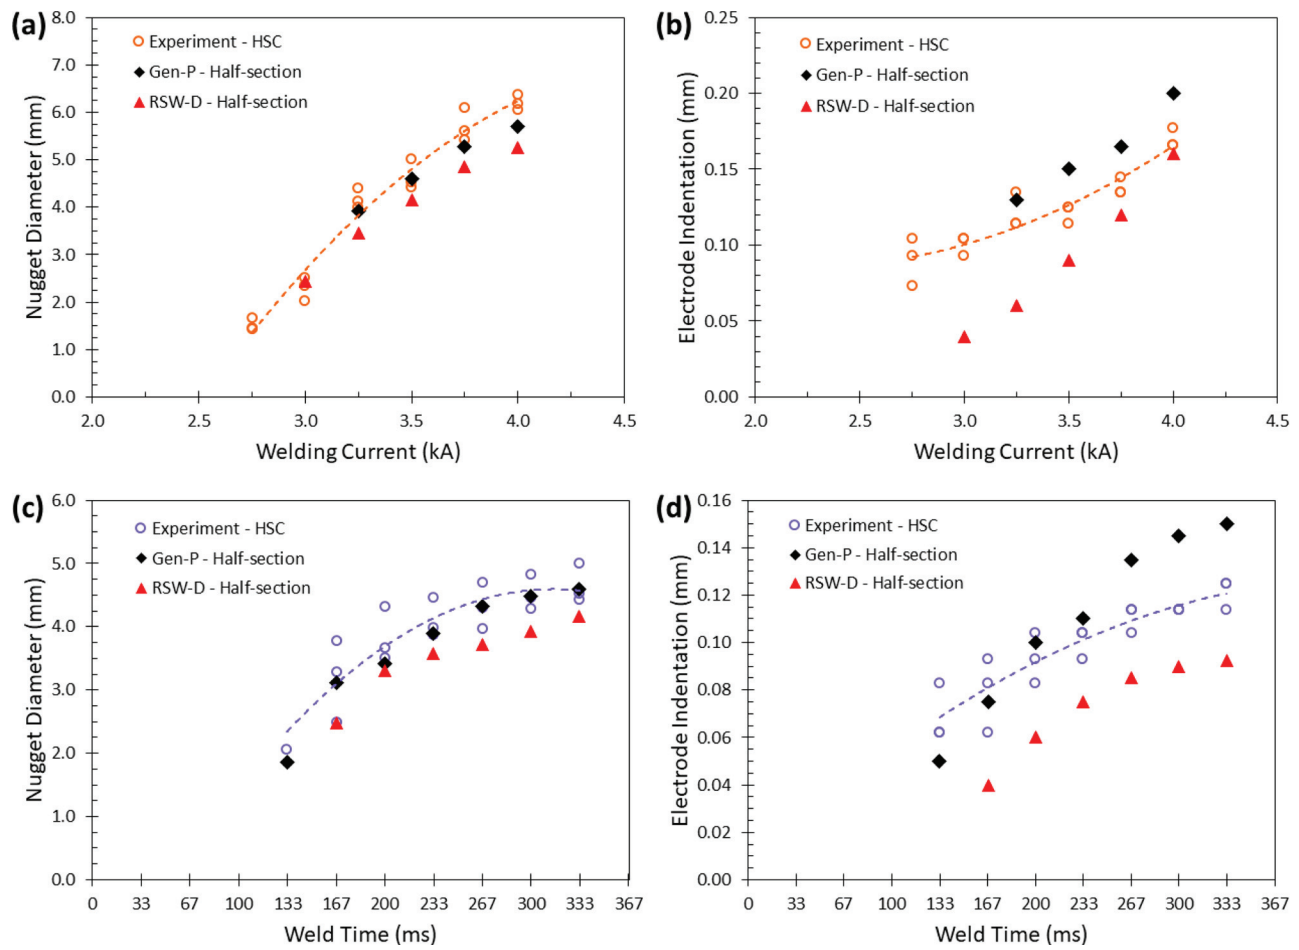 (a)
8.0
7.0
6.0
5.0
4.0
3.0
2.0
1.0
0.0
Nugget Diameter (mm)
Experiment - HSC
Gen-P - Half-section
RSW-D - Half-section
2.0 2.5 3.0 3.5 4.0 4.5
Welding Current (kA)
(b)
0.25
0.20
0.15
0.10
0.05
0.00
Electrode Indentation (mm)
Experiment - HSC
Gen-P - Half-section
RSW-D - Half-section
2.0 2.5 3.0 3.5 4.0 4.5
Welding Current (kA)
(c)
6.0
5.0
4.0
3.0
2.0
1.0
0.0
Nugget Diameter (mm)
Experiment - HSC
Gen-P - Half-section
RSW-D - Half-section
0 33 67 100 133 167 200 233 267 300 333 367
Weld Time (ms)
(d)
0.16
0.14
0.12
0.10
0.08
0.06
0.04
0.02
0.00
Electrode Indentation (mm)
Experiment - HSC
Gen-P - Half-section
RSW-D - Half-section
0 33 67 100 133 167 200 233 267 300 333 367
Weld Time (ms)